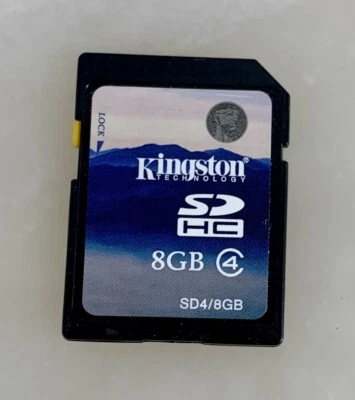 LOCK
Kingston
TECHNOLOGY
SD
HC
8GB 4
SD4/8GB